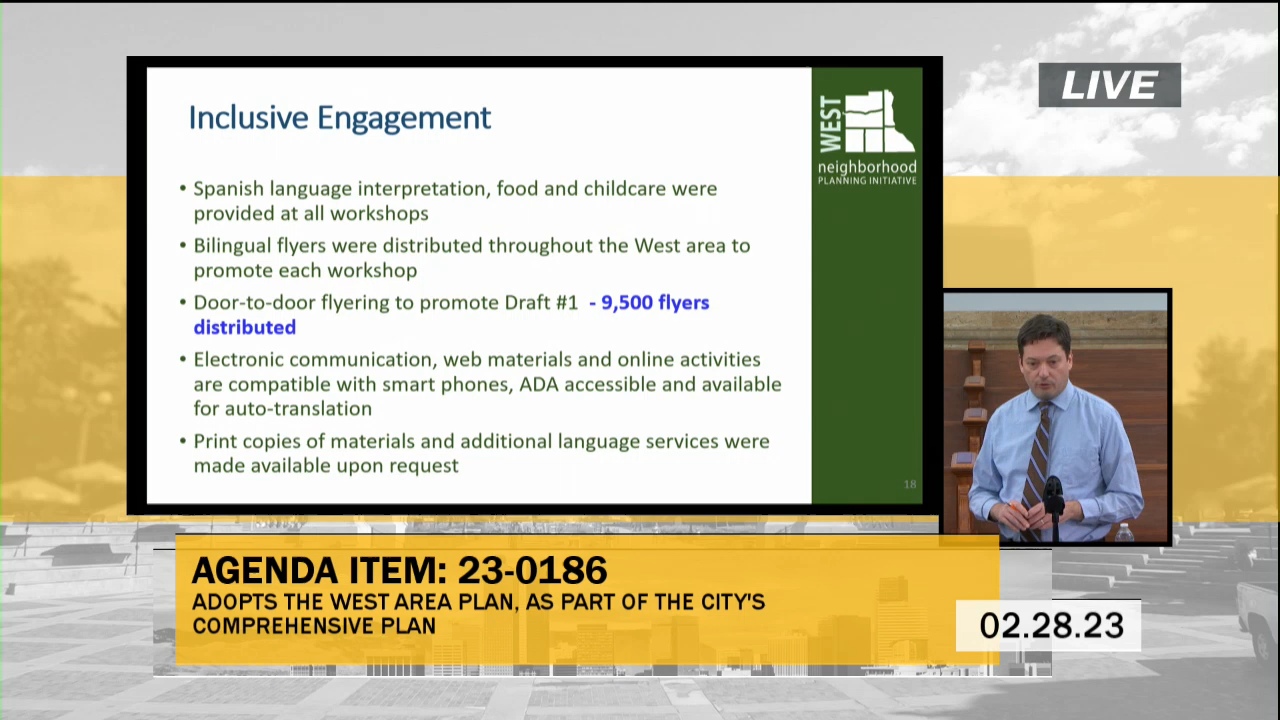 LIVE
Inclusive Engagement
WEST
neighborhood
PLANNING INITIATIVE
• Spanish language interpretation, food and childcare were
provided at all workshops
• Bilingual flyers were distributed throughout the West area to
promote each workshop
• Door-to-door flyering to promote Draft #1 - 9,500 flyers
distributed
• Electronic communication, web materials and online activities
are compatible with smart phones, ADA accessible and available
for auto-translation
• Print copies of materials and additional language services were
made available upon request
18
AGENDA ITEM: 23-0186
ADOPTS THE WEST AREA PLAN, AS PART OF THE CITY'S
COMPREHENSIVE PLAN
02.28.23